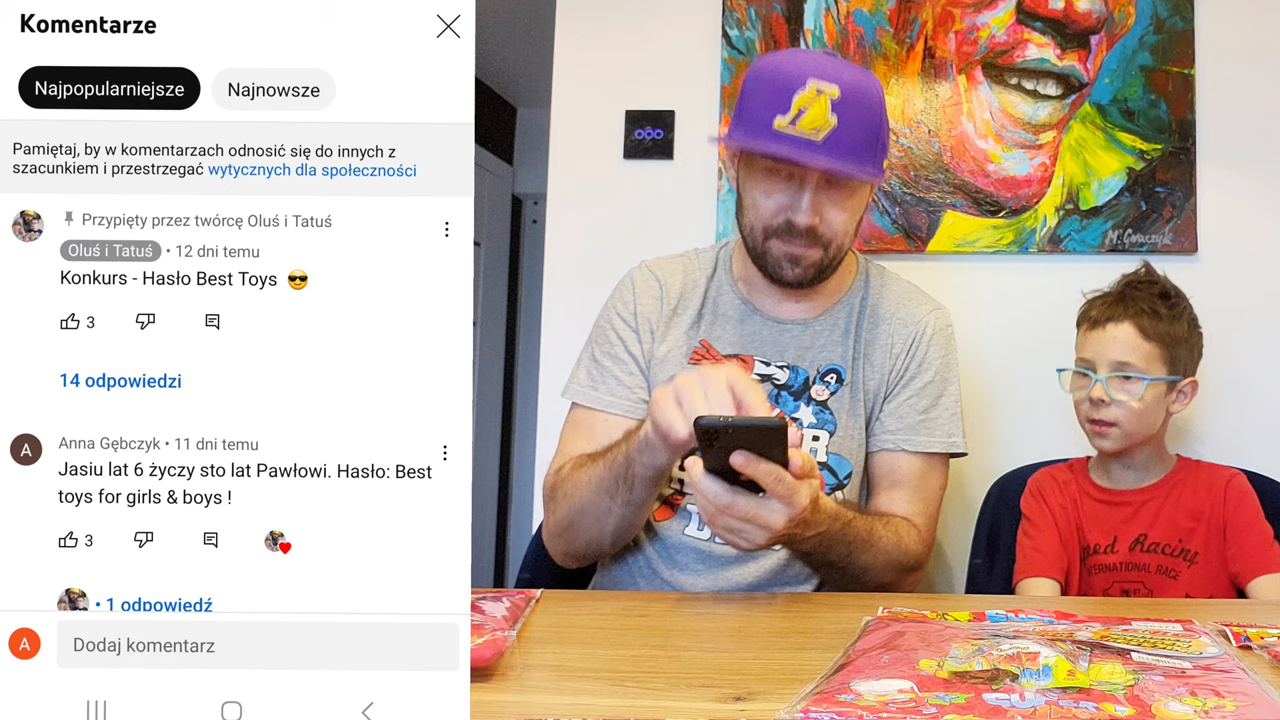 Komentarze
Najpopularniejsze
Najnowsze
Pamiętaj, by w komentarzach odnosić się do innych z
szacunkiem i przestrzegać wytycznych dla społeczności
Przypięty przez twórcę Oluś i Tatuś
Oluś i Tatuś • 12 dni temu
Konkurs - Hasło Best Toys 😎
3
14 odpowiedzi
A
Anna Gębczyk • 11 dni temu
Jasiu lat 6 życzy sto lat Pawłowi. Hasło: Best
toys for girls & boys !
3
• 1 odpowiedź
A
Dodaj komentarz
M. Graczyk
Racing
INTERNATIONAL RACE
SUPER